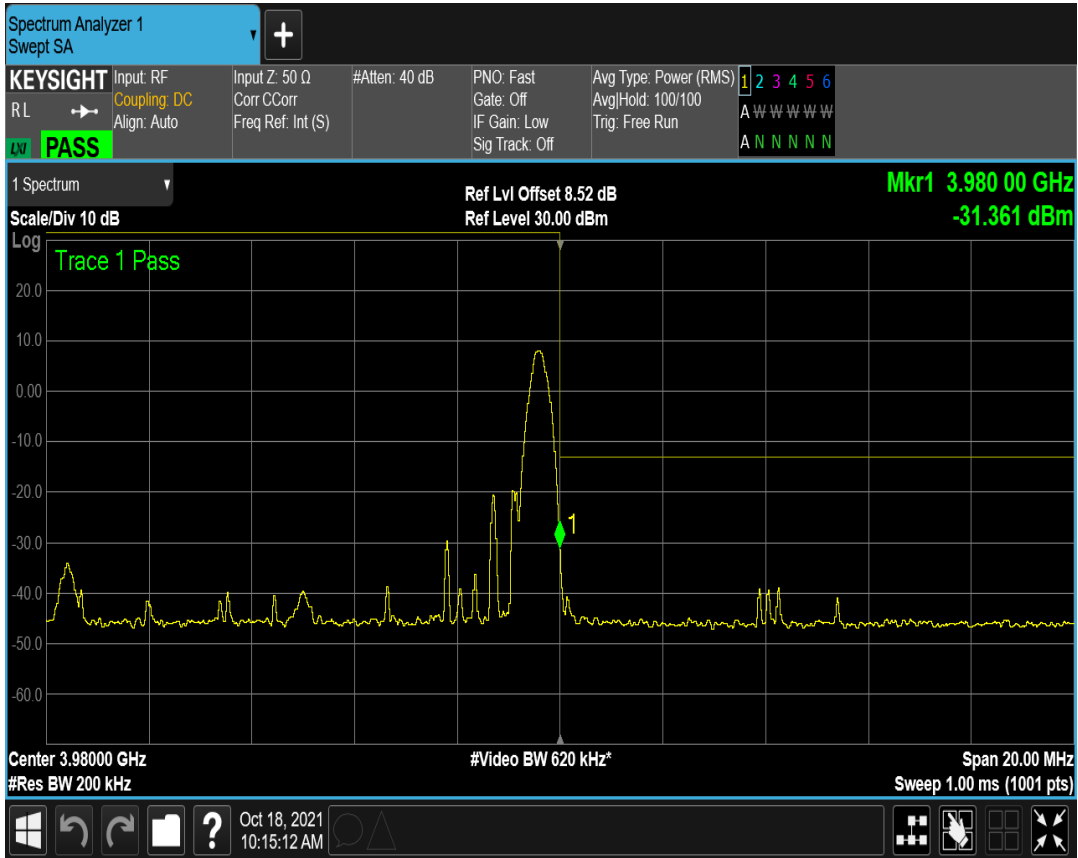 Spectrum Analyzer 1
Swept SA
+
KEYSIGHT
R L
LXI PASS
Input: RF
Coupling: DC
Align: Auto
Input Z: 50 Ω
Corr CCorr
Freq Ref: Int (S)
#Atten: 40 dB
PNO: Fast
Gate: Off
IF Gain: Low
Sig Track: Off
Avg Type: Power (RMS)
Avg|Hold: 100/100
Trig: Free Run
1 2 3 4 5 6
A W W W W W
A N N N N N
1 Spectrum
Scale/Div 10 dB
Ref Lvl Offset 8.52 dB
Ref Level 30.00 dBm
Mkr1 3.980 00 GHz
-31.361 dBm
Log
Trace 1 Pass
20.0
10.0
0.00
-10.0
-20.0
-30.0
-40.0
-50.0
-60.0
1
Center 3.98000 GHz
#Res BW 200 kHz
#Video BW 620 kHz*
Span 20.00 MHz
Sweep 1.00 ms (1001 pts)
?
Oct 18, 2021
10:15:12 AM